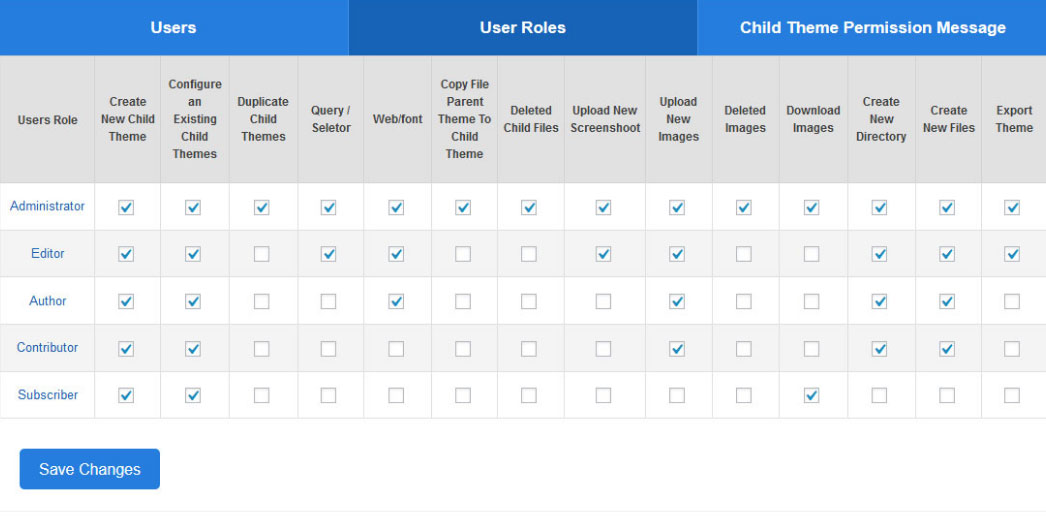 Users
User Roles
Child Theme Permission Message
Users Role
Create
New Child
Theme
Configure
an
Existing
Child
Themes
Duplicate
Child
Themes
Query /
Seletor
Web/font
Copy File
Parent
Theme To
Child
Theme
Deleted
Child Files
Upload New
Screenshoot
Upload
New
Images
Deleted
Images
Download
Images
Create
New
Directory
Create
New Files
Export
Theme
Administrator
Editor
Author
Contributor
Subscriber
Save Changes